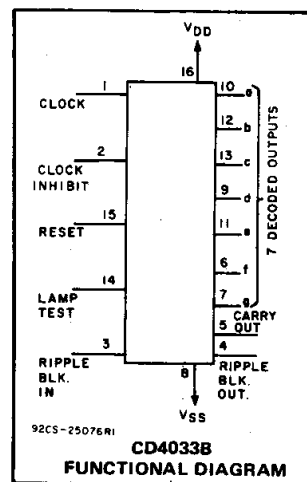 VDD
16
1
CLOCK
10 a
12 b
2
CLOCK
INHIBIT
13 c
9 d
15
RESET
11 e
6 f
14
LAMP
TEST
7 g
7 DECODED OUTPUTS
CARRY
OUT
5
3
RIPPLE
BLK.
IN
4
RIPPLE
BLK.
OUT.
8
VSS
92CS-25076R1
CD4033B
FUNCTIONAL DIAGRAM